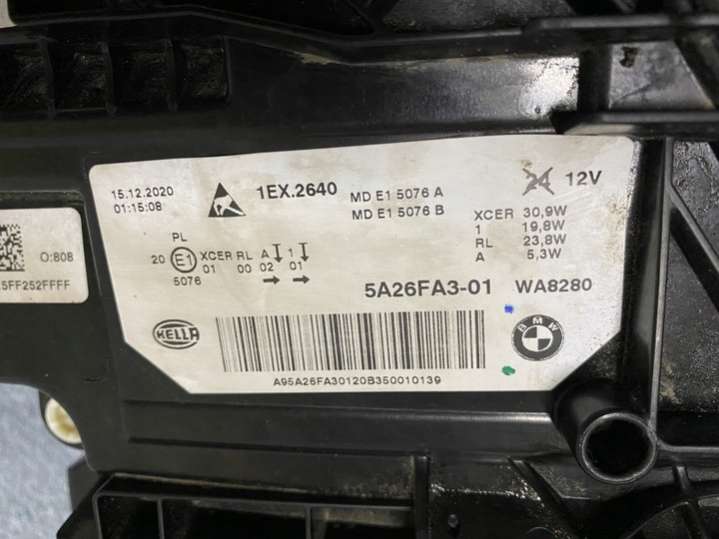 15.12.2020
01:15:08
1EX.2640
MD E1 5076 A
MD E1 5076 B
24 12V
XCER 30,9W
1 19,8W
RL 23,8W
A 5,3W
PL
20 E1 XCER RL A 1
01 00 02 01
5076
5A26FA3-01 WA8280
HELLA
BMW
A95A26FA30120B350010139
O:808
5FF252FFFF